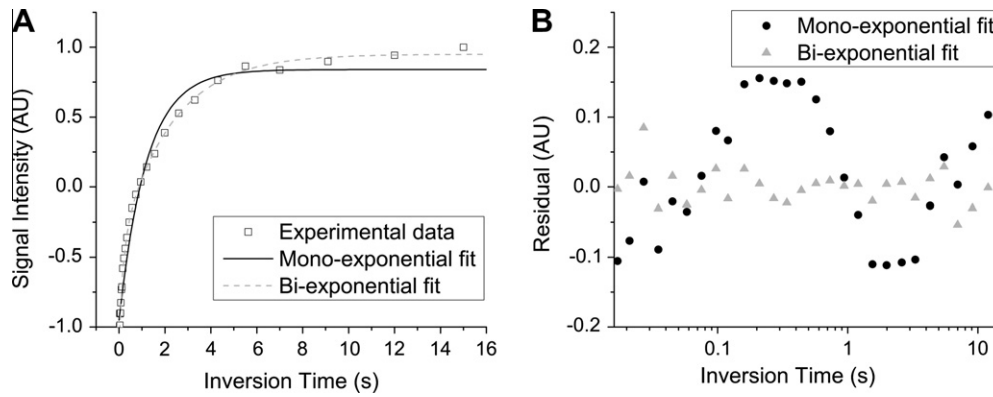 A
Signal Intensity (AU)
1.0
0.5
0.0
-0.5
-1.0
0 2 4 6 8 10 12 14 16
Inversion Time (s)
Experimental data
Mono-exponential fit
Bi-exponential fit
B
Residual (AU)
0.2
0.1
0.0
-0.1
-0.2
0.1 1 10
Inversion Time (s)
Mono-exponential fit
Bi-exponential fit